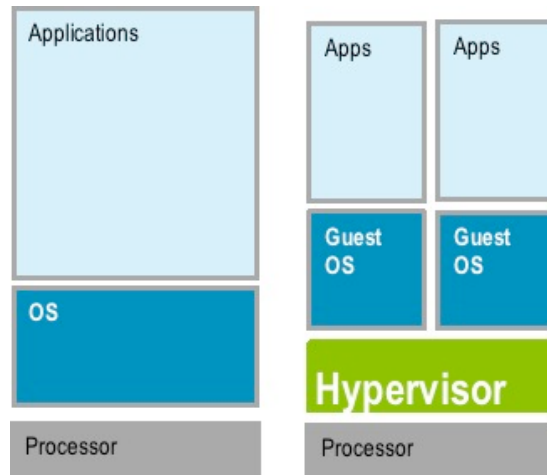 Applications
OS
Processor
Apps
Apps
Guest
OS
Guest
OS
Hypervisor
Processor